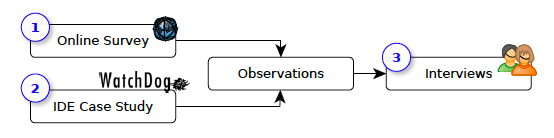 1
Online Survey
WatchDog
2
IDE Case Study
Observations
3
Interviews